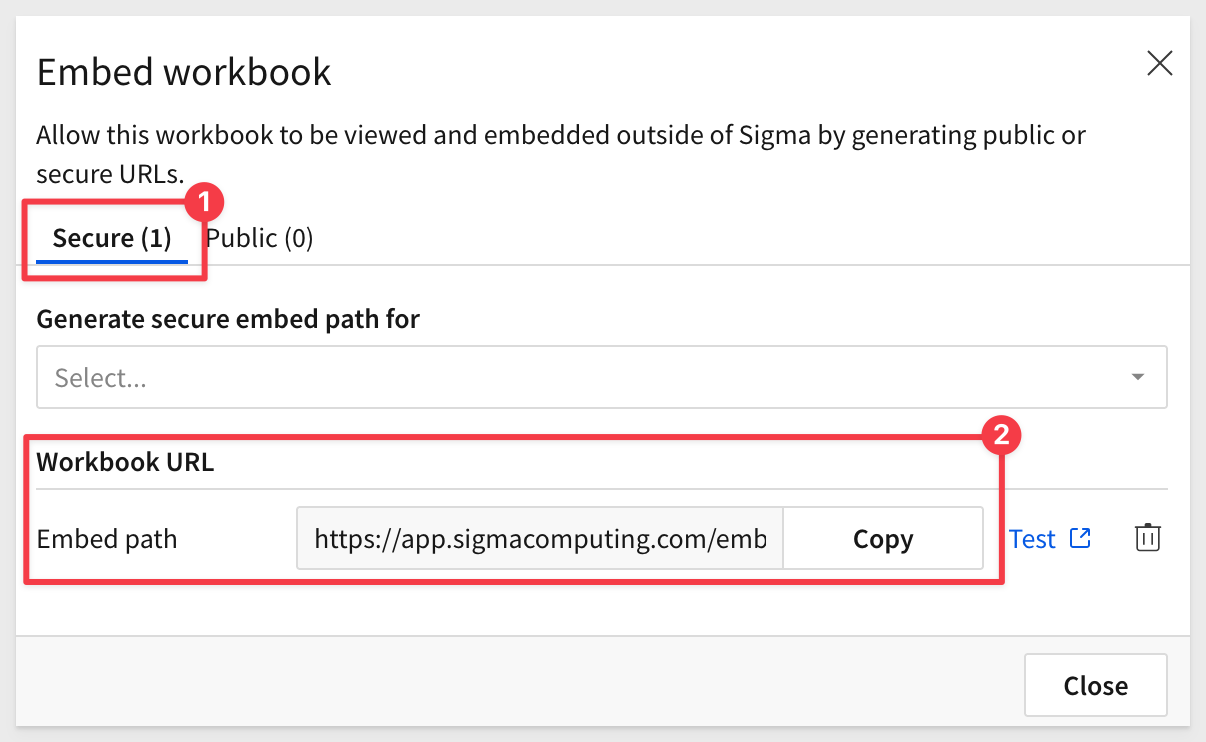 Embed workbook
Allow this workbook to be viewed and embedded outside of Sigma by generating public or
secure URLs.
1
Secure (1) Public (0)
Generate secure embed path for
Select...
2
Workbook URL
Embed path https://app.sigmacomputing.com/emb Copy Test
Close